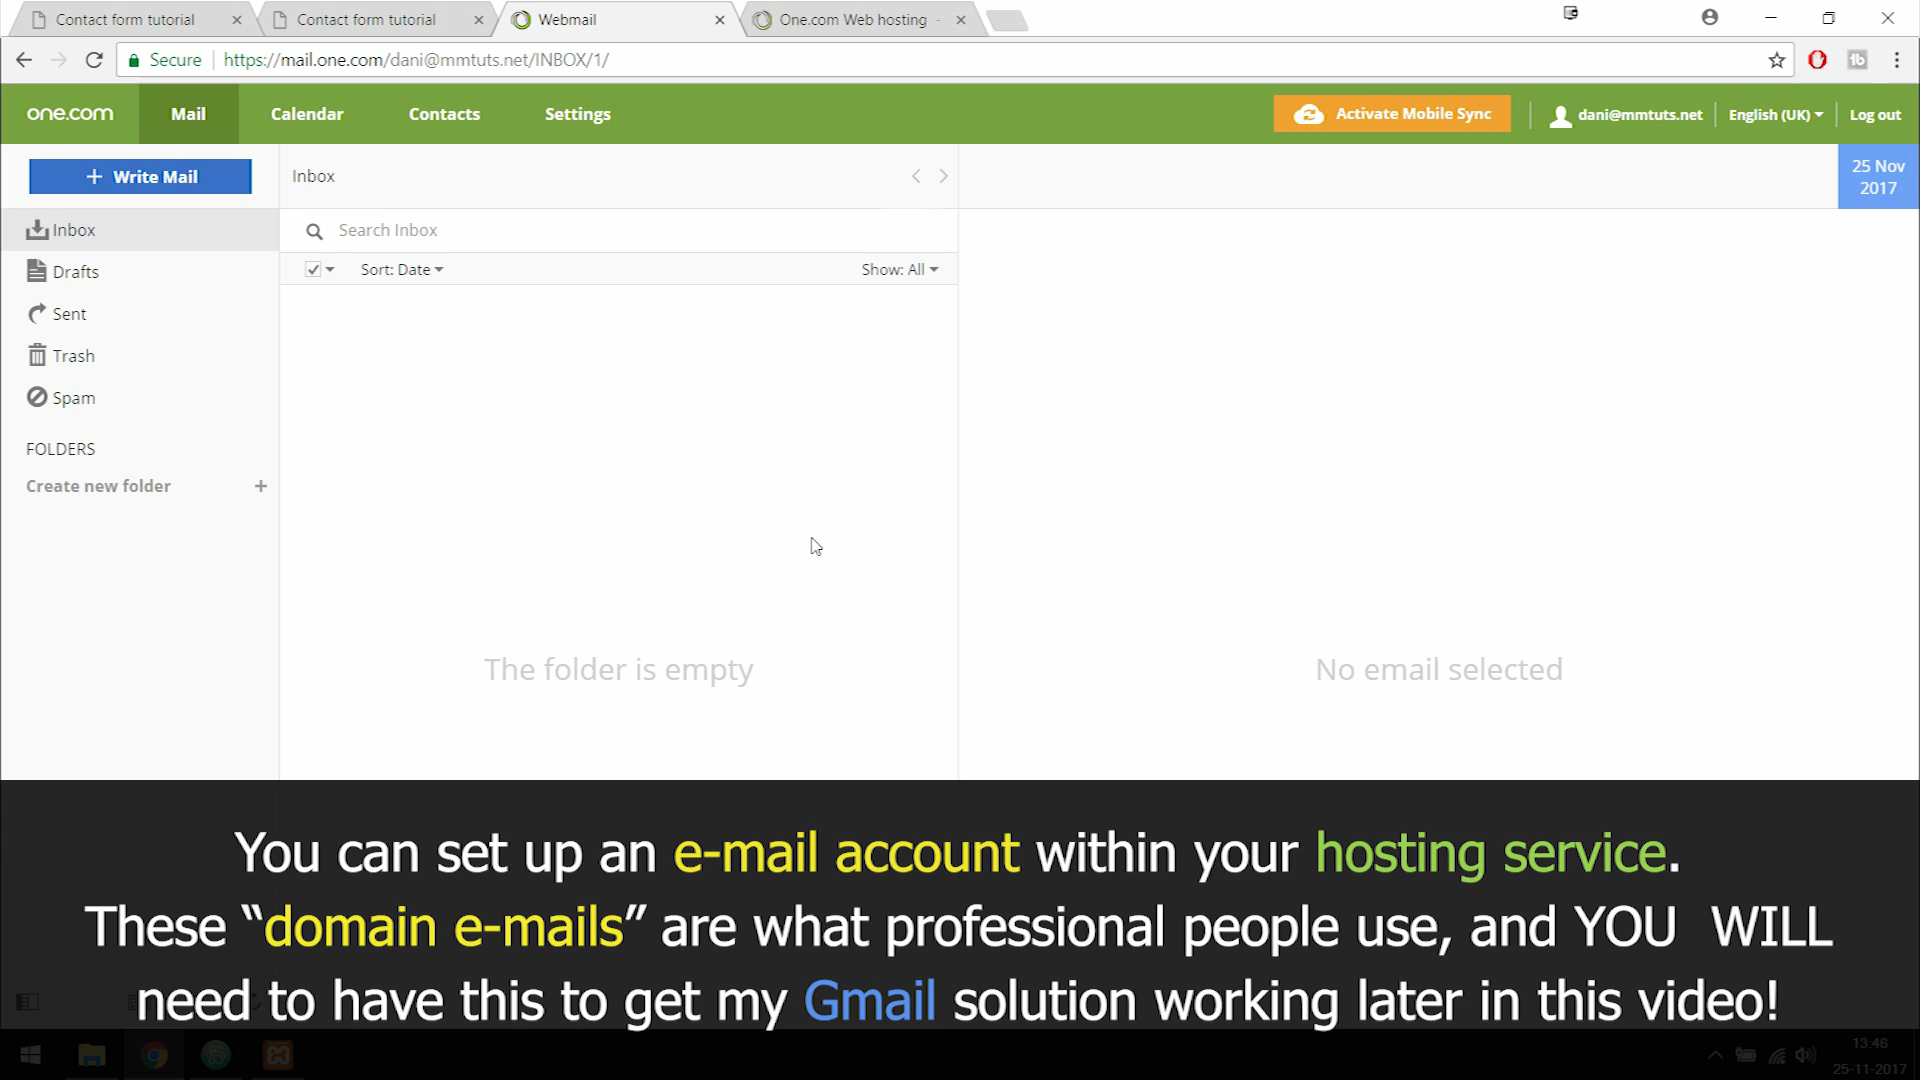 Contact form tutorial
Contact form tutorial
Webmail
One.com Web hosting -
Secure https://mail.one.com/dani@mmtuts.net/INBOX/1/
one.com
Mail
Calendar
Contacts
Settings
Activate Mobile Sync
dani@mmtuts.net
English (UK)
Log out
+ Write Mail
Inbox
25 Nov
2017
Inbox
Drafts
Sent
Trash
Spam
FOLDERS
Create new folder +
Search Inbox
Sort: Date
Show: All
The folder is empty
No email selected
You can set up an e-mail account within your hosting service.
These “domain e-mails” are what professional people use, and YOU WILL
need to have this to get my Gmail solution working later in this video!
13:46
25-11-2017